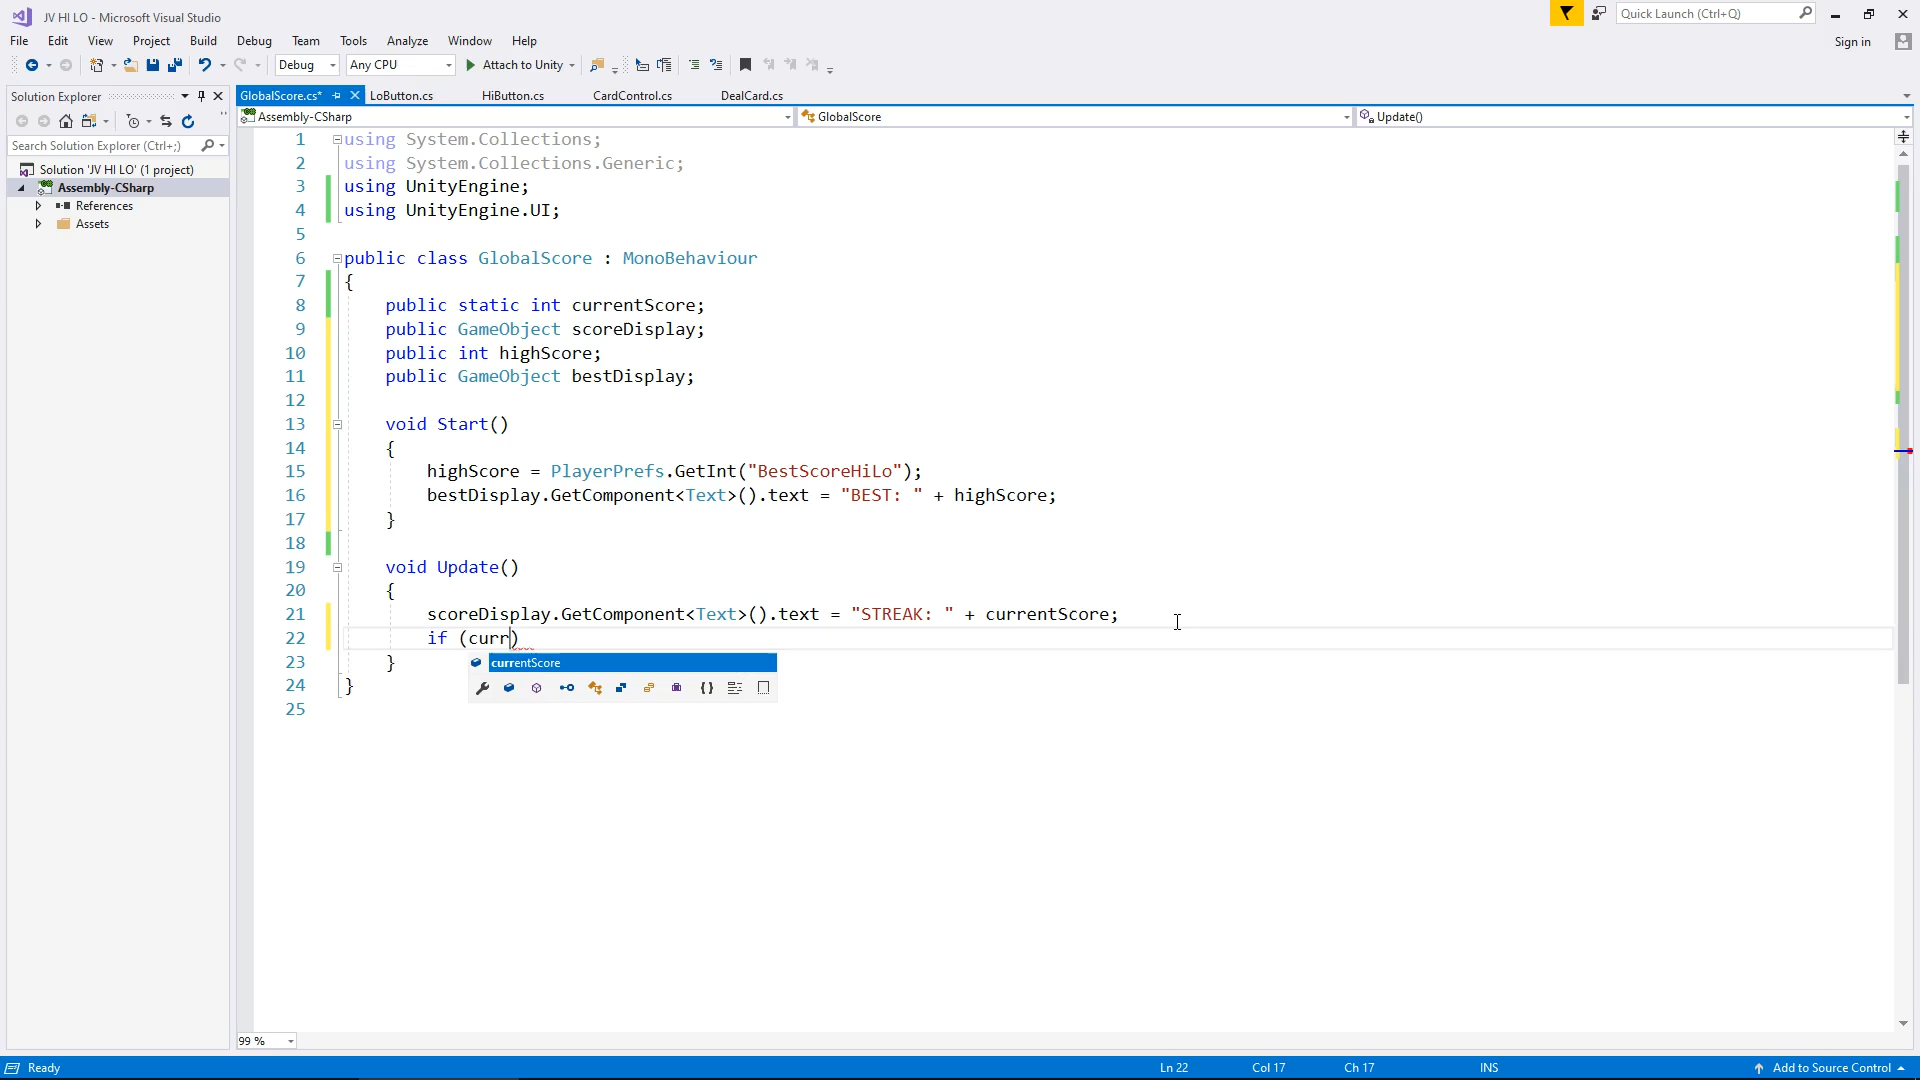 JV HI LO - Microsoft Visual Studio
Quick Launch (Ctrl+Q)
File Edit View Project Build Debug Team Tools Analyze Window Help
Sign in
Debug Any CPU Attach to Unity
Solution Explorer
GlobalScore.cs* LoButton.cs HiButton.cs CardControl.cs DealCard.cs
Assembly-CSharp GlobalScore Update()
Search Solution Explorer (Ctrl+;)
Solution 'JV HI LO' (1 project)
Assembly-CSharp
References
Assets
1 using System.Collections;
2 using System.Collections.Generic;
3 using UnityEngine;
4 using UnityEngine.UI;
5
6 public class GlobalScore : MonoBehaviour
7 {
8 public static int currentScore;
9 public GameObject scoreDisplay;
10 public int highScore;
11 public GameObject bestDisplay;
12
13 void Start()
14 {
15 highScore = PlayerPrefs.GetInt("BestScoreHiLo");
16 bestDisplay.GetComponent<Text>().text = "BEST: " + highScore;
17 }
18
19 void Update()
20 {
21 scoreDisplay.GetComponent<Text>().text = "STREAK: " + currentScore;
22 if (curr)
23 }
currentScore
24 }
25
99 %
Ready Ln 22 Col 17 Ch 17 INS Add to Source Control